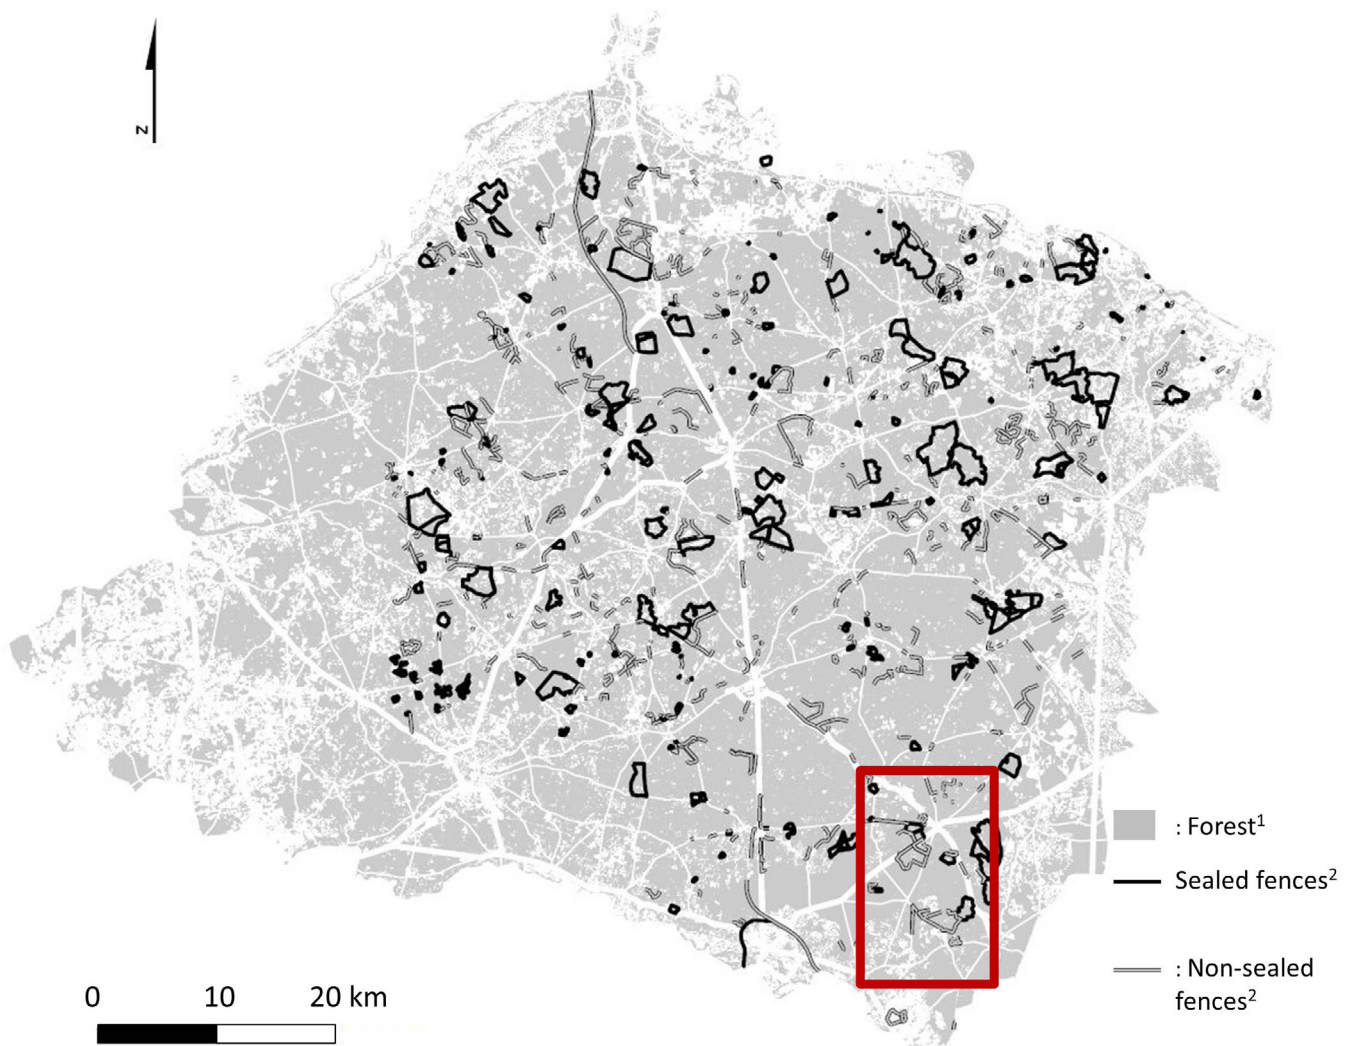 N
: Forest¹
Sealed fences²
: Non-sealed
fences²
0 10 20 km